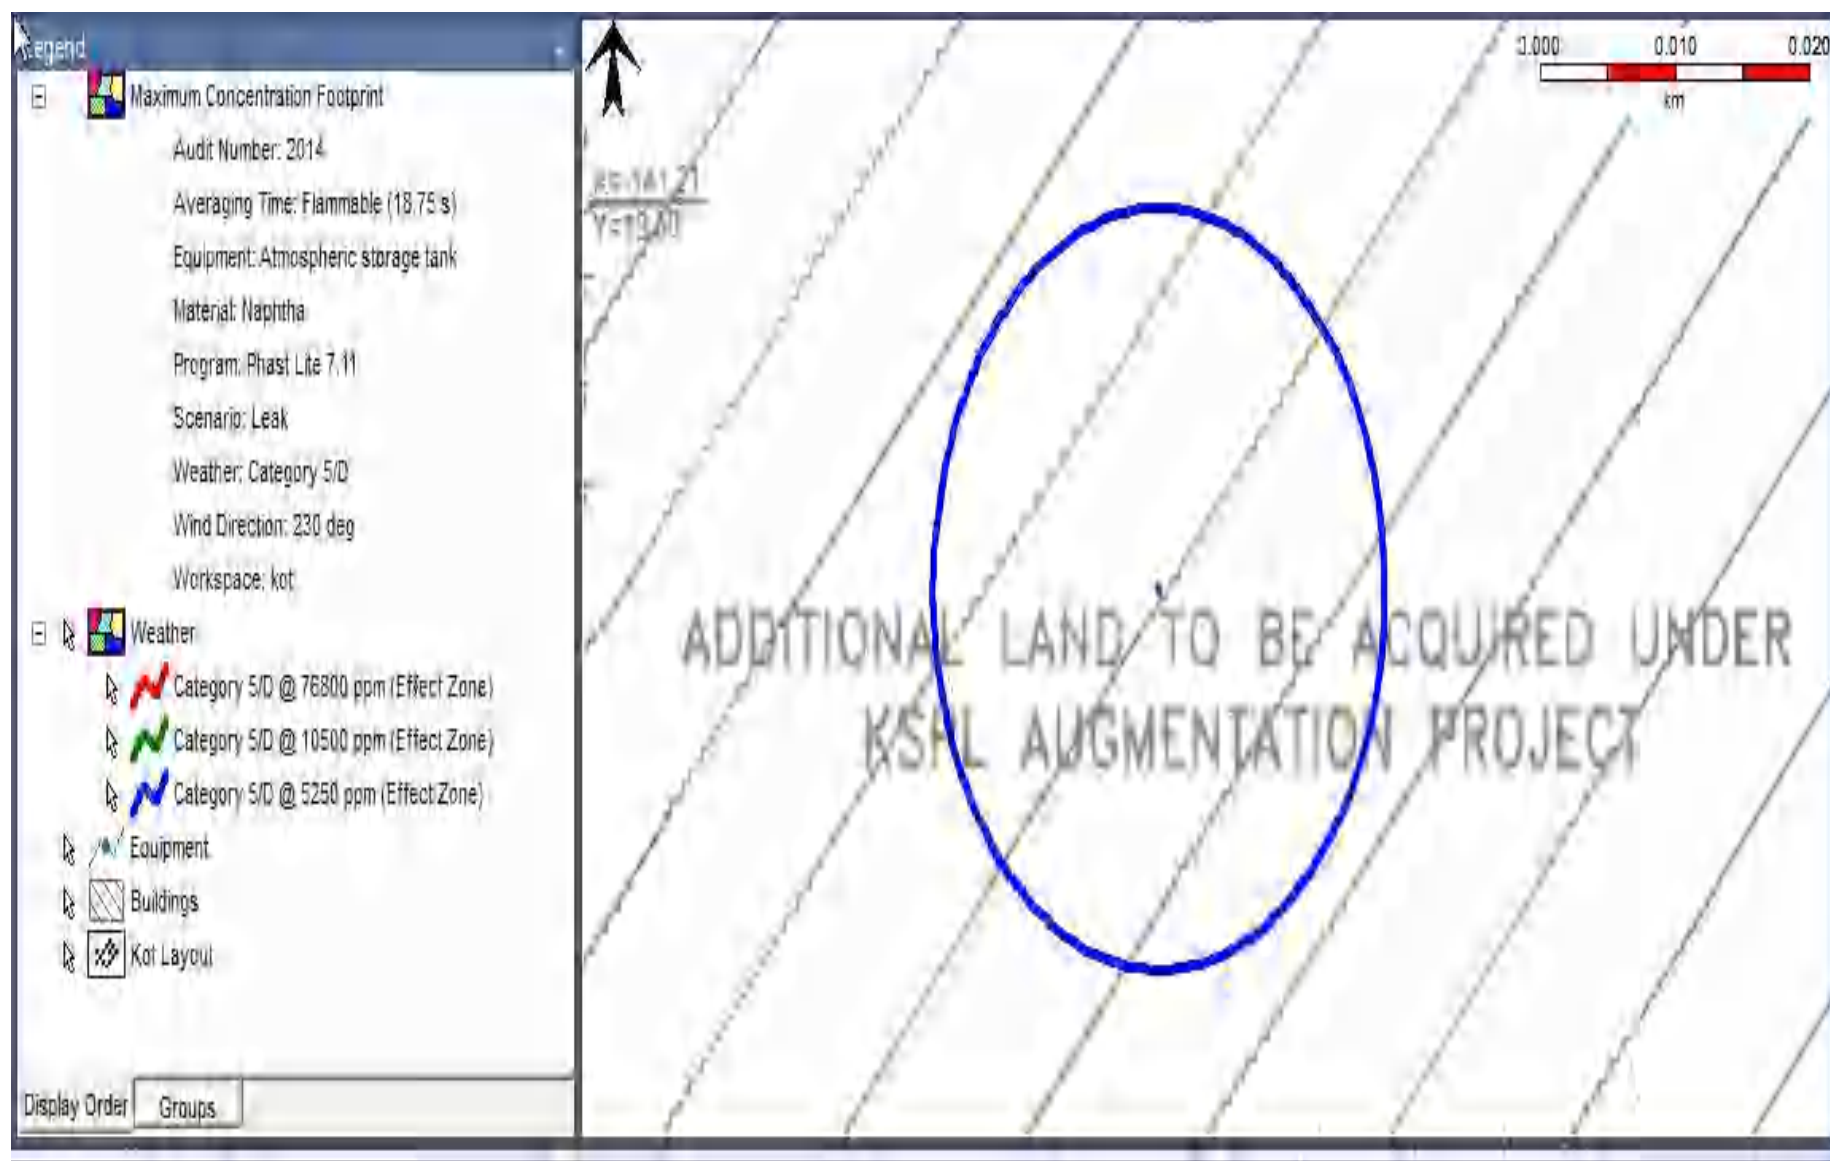 Legend
Maximum Concentration Footprint
Audit Number: 2014
Averaging Time: Flammable (18.75 s)
Equipment: Atmospheric storage tank
Material: Naphtha
Program: Phast Lite 7.11
Scenario: Leak
Weather: Category 5/D
Wind Direction: 230 deg
Workspace: kot
Weather
Category 5/D @ 76800 ppm (Effect Zone)
Category 5/D @ 10500 ppm (Effect Zone)
Category 5/D @ 5250 ppm (Effect Zone)
Equipment
Buildings
Kot Layout
Display Order
Groups
0.000 0.010 0.020
km
ADDITIONAL LAND TO BE ACQUIRED UNDER
KSPL AUGMENTATION PROJECT